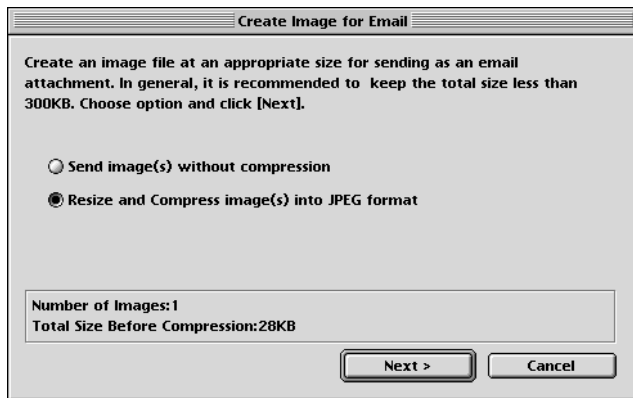 Create Image for Email
Create an image file at an appropriate size for sending as an email
attachment. In general, it is recommended to keep the total size less than
300KB. Choose option and click [Next].
Send image(s) without compression
Resize and Compress image(s) into JPEG format
Number of Images:1
Total Size Before Compression:28KB
Next >
Cancel